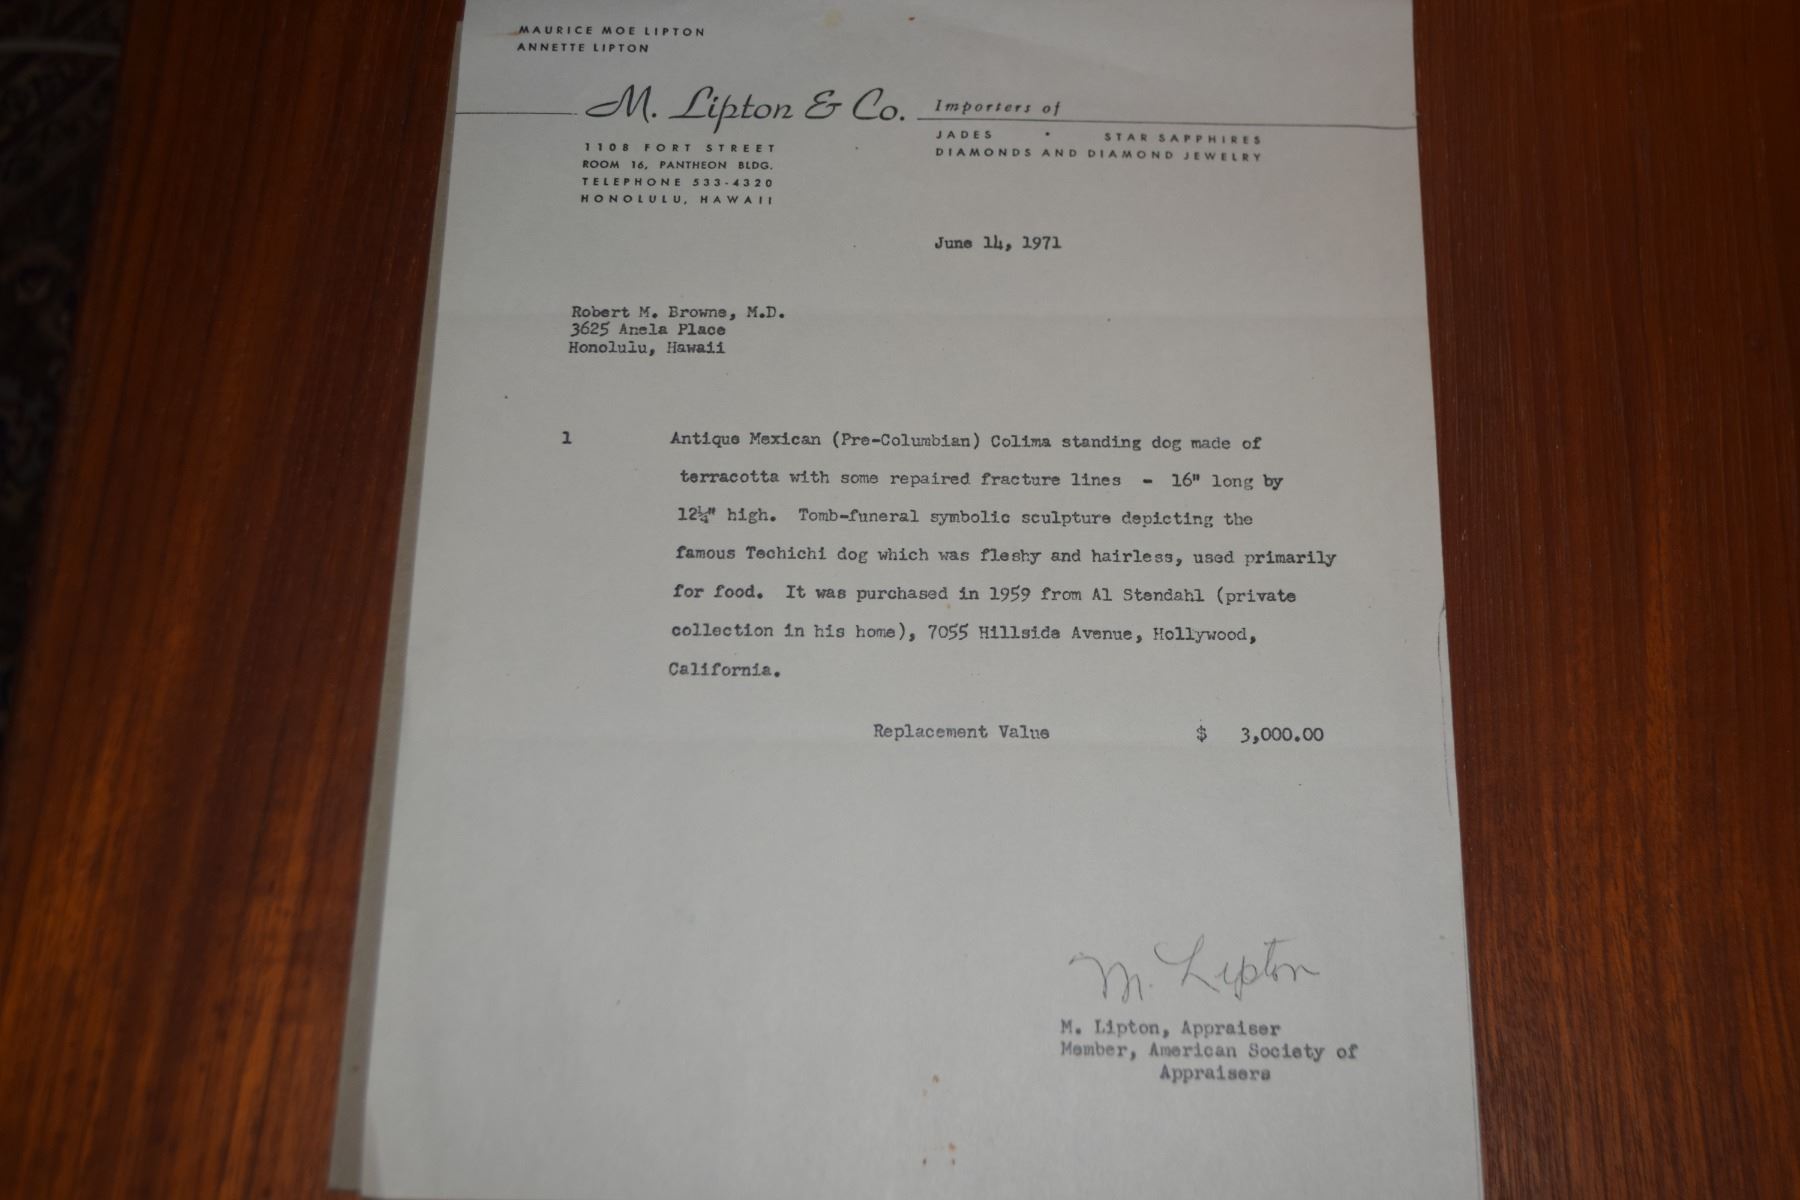 MAURICE MOE LIPTON
ANNETTE LIPTON
M. Lipton & Co. Importers of
JADES • STAR SAPPHIRES
DIAMONDS AND DIAMOND JEWELRY
1108 FORT STREET
ROOM 16, PANTHEON BLDG.
TELEPHONE 533-4320
HONOLULU, HAWAII
June 14, 1971
Robert M. Browne, M.D.
3625 Anela Place
Honolulu, Hawaii
1 Antique Mexican (Pre-Columbian) Colima standing dog made of
terracotta with some repaired fracture lines - 16" long by
12¼" high. Tomb-funeral symbolic sculpture depicting the
famous Techichi dog which was fleshy and hairless, used primarily
for food. It was purchased in 1959 from Al Stendahl (private
collection in his home), 7055 Hillside Avenue, Hollywood,
California.
Replacement Value $ 3,000.00
M. Lipton
M. Lipton, Appraiser
Member, American Society of
Appraisers